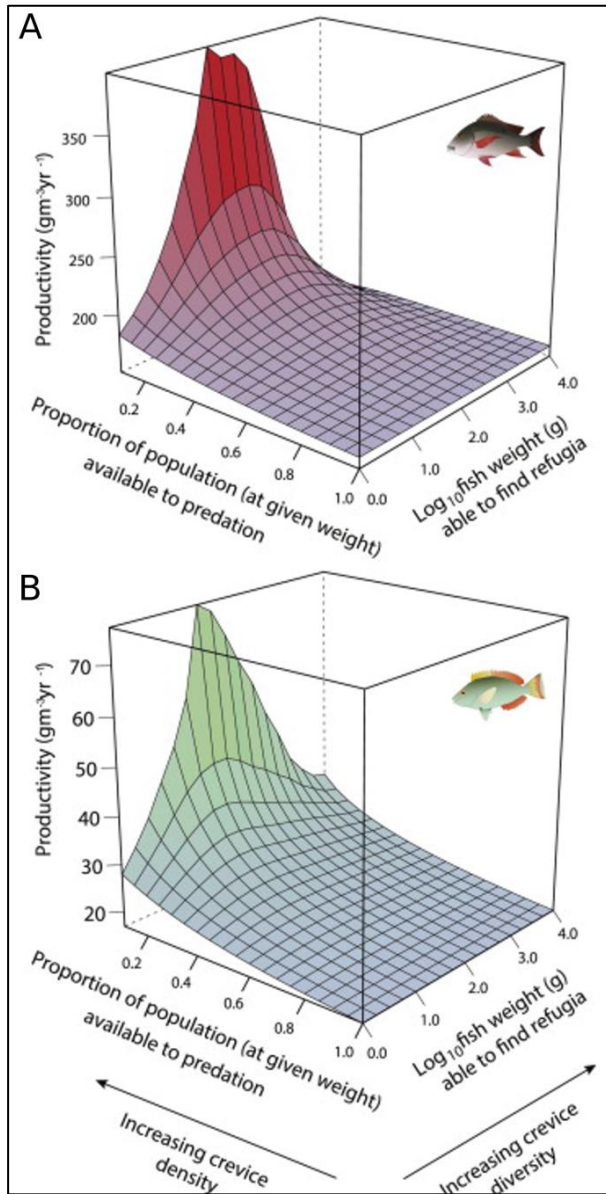 A
350
300
250
200
Productivity (gm⁻³yr⁻¹)
0.2
0.4
0.6
0.8
1.0
Proportion of population (at given weight)
available to predation
0.0
1.0
2.0
3.0
4.0
Log₁₀fish weight (g)
able to find refugia
B
70
60
50
40
30
20
Productivity (gm⁻³yr⁻¹)
0.2
0.4
0.6
0.8
1.0
Proportion of population (at given weight)
available to predation
0.0
1.0
2.0
3.0
4.0
Log₁₀fish weight (g)
able to find refugia
Increasing crevice
density
Increasing crevice
diversity